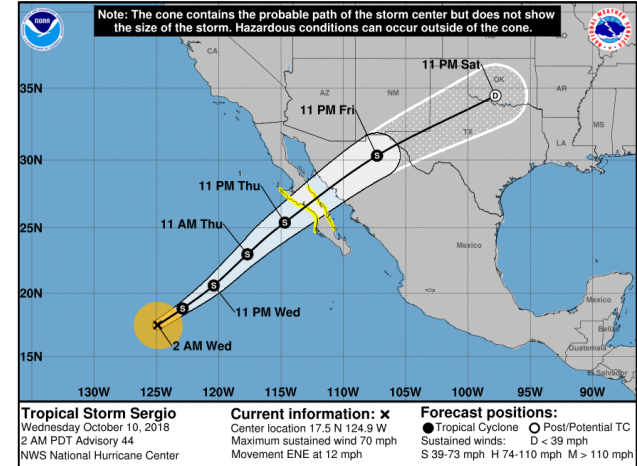 Note: The cone contains the probable path of the storm center but does not show
the size of the storm. Hazardous conditions can occur outside of the cone.
NOAA
CA
11 PM Sat
OK
35N
AZ
NM
AR
11 PM Fri
MS
TX
LA
30N
11 PM Thu
25N
11 AM Thu
Mexico
20N
11 PM Wed
Mexico
Belize
2 AM Wed
Guatemala
15N
El Salvador
130W 125W 120W 115W 110W 105W 100W 95W 90W
S S S S S S D
Tropical Storm Sergio
Wednesday October 10, 2018
2 AM PDT Advisory 44
NWS National Hurricane Center
Current information: ×
Center location 17.5 N 124.9 W
Maximum sustained wind 70 mph
Movement ENE at 12 mph
Forecast positions:
Tropical Cyclone Post/Potential TC
Sustained winds: D < 39 mph
S 39-73 mph H 74-110 mph M > 110 mph